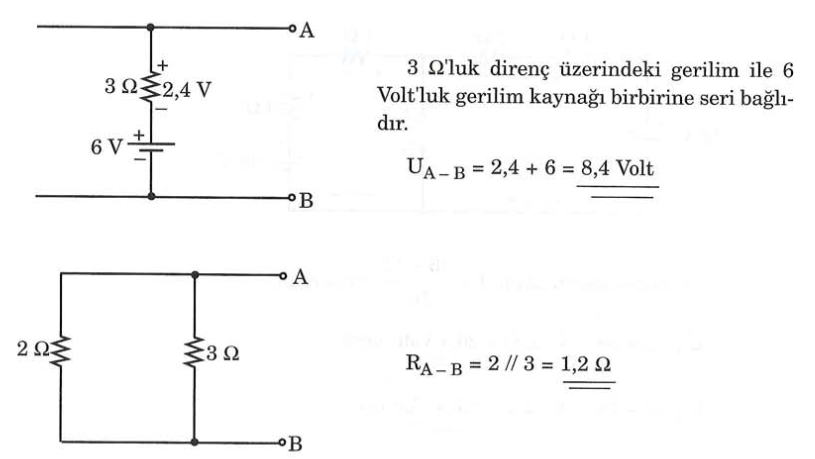 A
+
3 Ω 2,4 V
−
+
6 V
−
B
3 Ω'luk direnç üzerindeki gerilim ile 6
Volt'luk gerilim kaynağı birbirine seri bağlı-
dır.
U_A – B = 2,4 + 6 = 8,4 Volt
A
2 Ω
3 Ω
B
R_A – B = 2 // 3 = 1,2 Ω